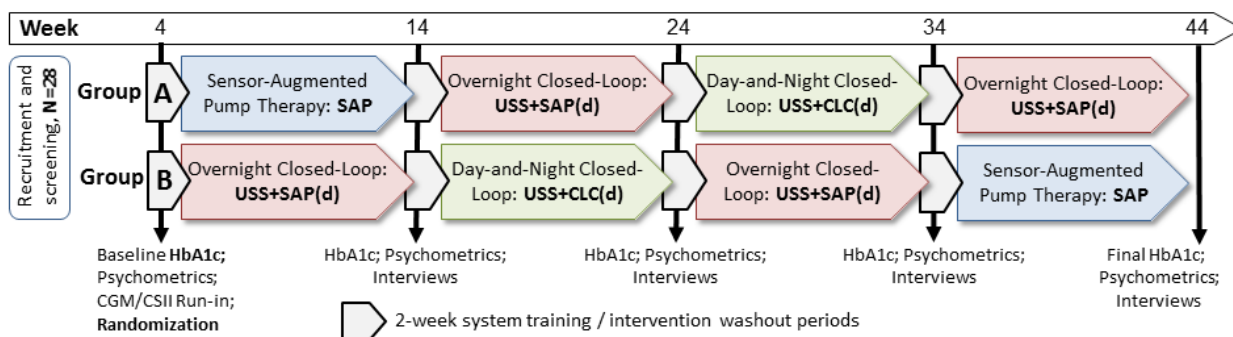 Week 4 14 24 34 44
Recruitment and
screening, N=28
Group A
Sensor-Augmented
Pump Therapy: SAP
Overnight Closed-Loop:
USS+SAP(d)
Day-and-Night Closed-
Loop: USS+CLC(d)
Overnight Closed-Loop:
USS+SAP(d)
Group B
Overnight Closed-Loop:
USS+SAP(d)
Day-and-Night Closed-
Loop: USS+CLC(d)
Overnight Closed-
Loop: USS+SAP(d)
Sensor-Augmented
Pump Therapy: SAP
Baseline HbA1c;
Psychometrics;
CGM/CSII Run-in;
Randomization
HbA1c; Psychometrics;
Interviews
HbA1c; Psychometrics;
Interviews
HbA1c; Psychometrics;
Interviews
Final HbA1c;
Psychometrics;
Interviews
2-week system training / intervention washout periods